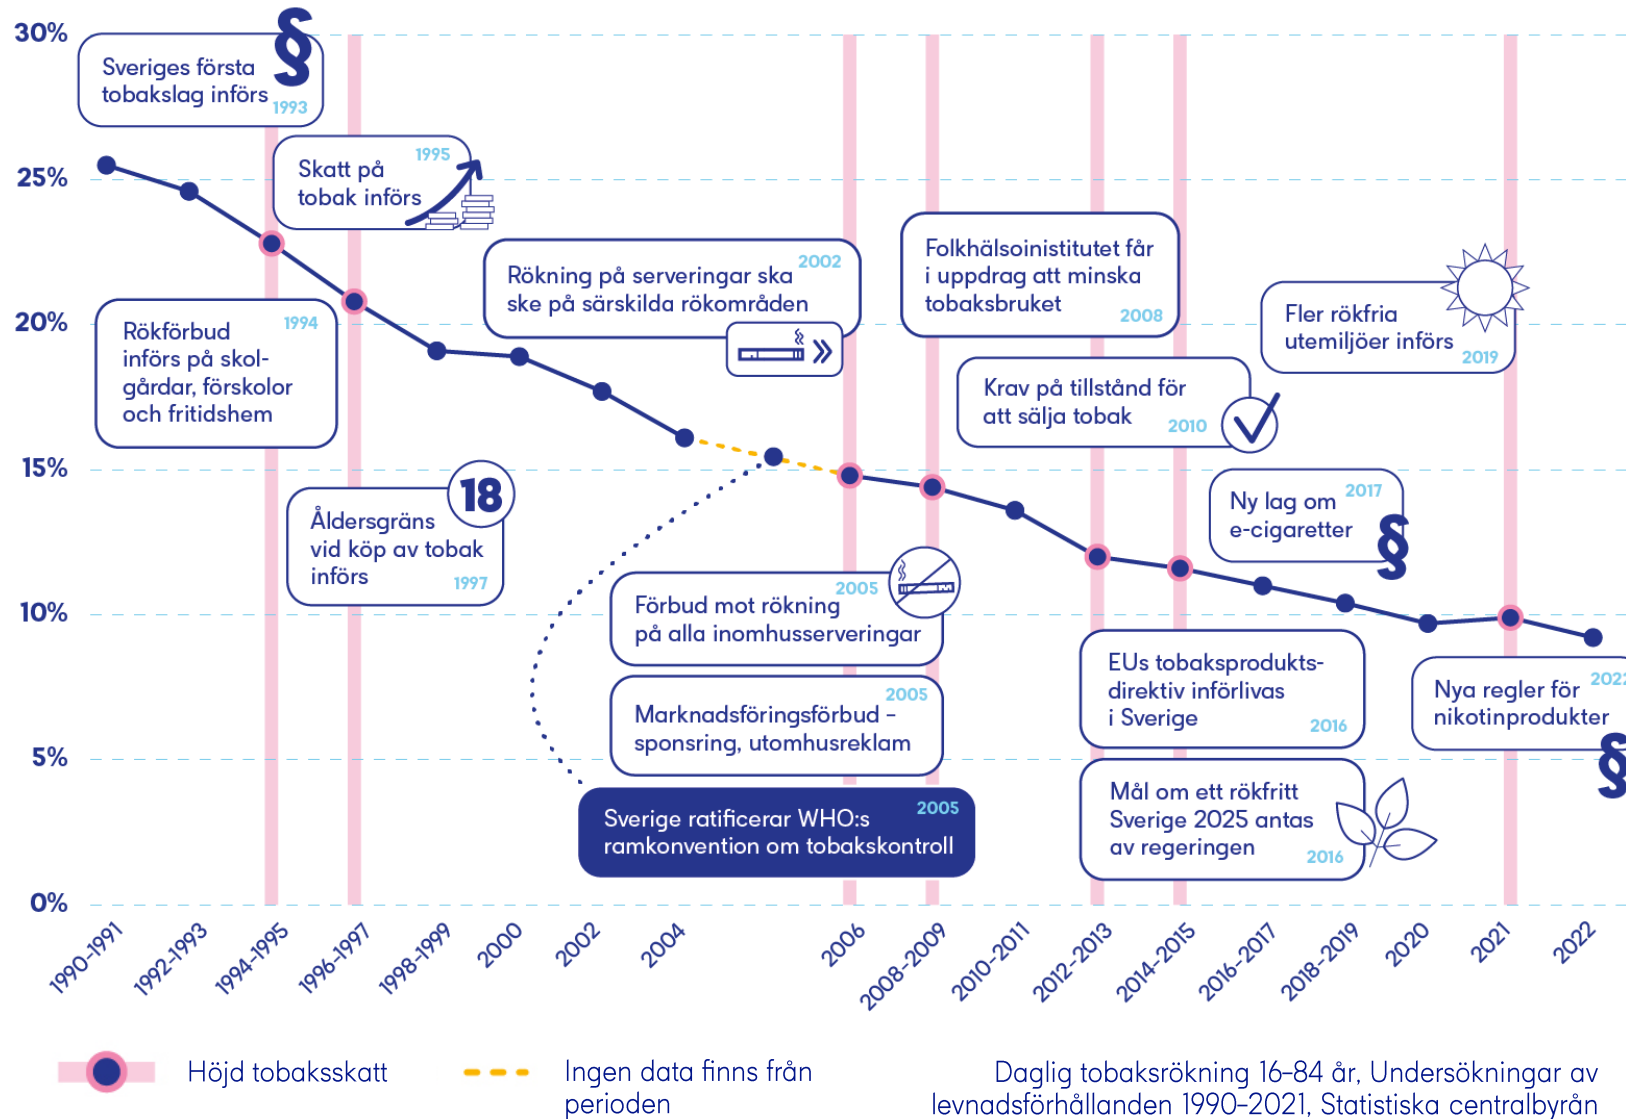 30%
25%
20%
15%
10%
5%
0%
Sveriges första
tobakslag införs
1993
§
1995
Skatt på
tobak införs
1994
Rökförbud
införs på skol-
gårdar, förskolor
och fritidshem
18
Åldersgräns
vid köp av tobak
införs
1997
2002
Rökning på serveringar ska
ske på särskilda rökområden
2005
Förbud mot rökning
på alla inomhusserveringar
2005
Marknadsföringsförbud –
sponsring, utomhusreklam
2005
Sverige ratificerar WHO:s
ramkonvention om tobakskontroll
Folkhälsoinistitutet får
i uppdrag att minska
tobaksbruket
2008
Krav på tillstånd för
att sälja tobak
2010
Fler rökfria
utemiljöer införs
2019
2017
Ny lag om
e-cigaretter
§
EUs tobaksprodukts-
direktiv införlivas
i Sverige
2016
Mål om ett rökfritt
Sverige 2025 antas
av regeringen
2016
2022
Nya regler för
nikotinprodukter
§
1990–1991
1992–1993
1994–1995
1996–1997
1998–1999
2000
2002
2004
2006
2008–2009
2010–2011
2012–2013
2014–2015
2016–2017
2018–2019
2020
2021
2022
Höjd tobaksskatt
Ingen data finns från
perioden
Daglig tobaksrökning 16–84 år, Undersökningar av
levnadsförhållanden 1990–2021, Statistiska centralbyrån